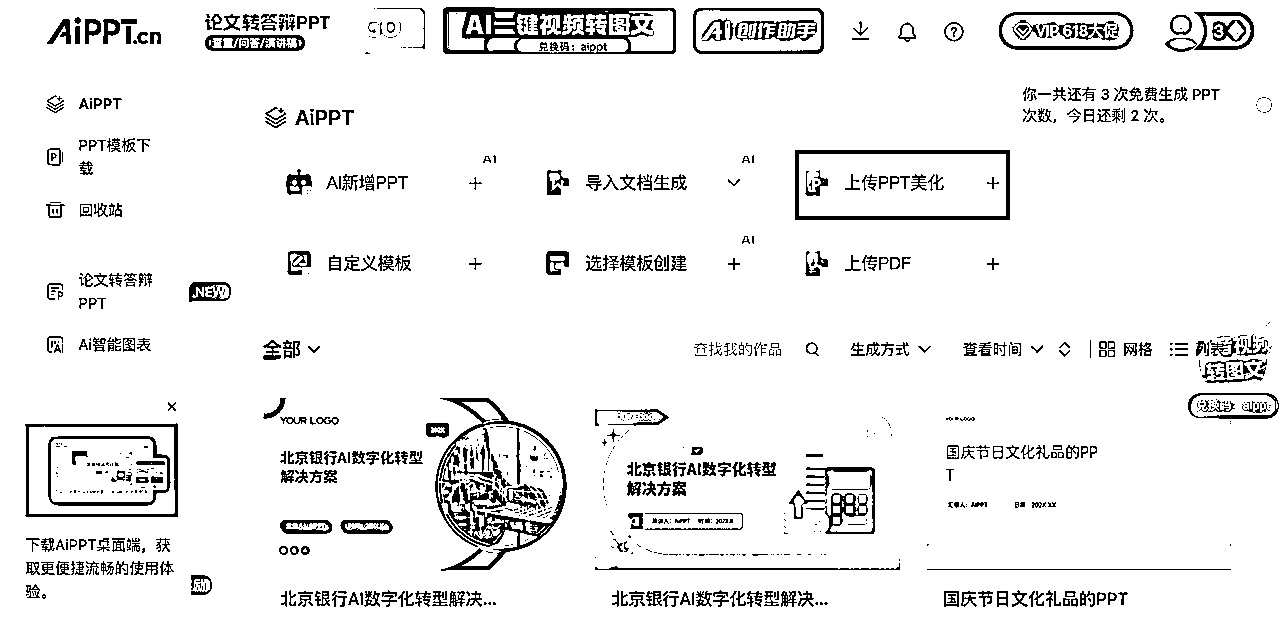 AiPPT.cn
论文转答辩PPT
查重/问答/演讲稿
AI三键视频转图文
兑换码：aippt
AI创作助手
VIP 618大促
3
AiPPT
PPT模板下
载
回收站
论文转答辩
PPT
NEW
Ai智能图表
下载AiPPT桌面端，获
取更便捷流畅的使用体
验。
励
AiPPT
你一共还有 3 次免费生成 PPT
次数，今日还剩 2 次。
AI新增PPT
AI
导入文档生成
AI
上传PPT美化
自定义模板
选择模板创建
AI
上传PDF
全部
查找我的作品
生成方式
查看时间
网格
转图文
兑换码：aippt
YOUR LOGO
北京银行AI数字化转型
解决方案
北京银行AI数字化转型解决...
北京银行AI数字化转型
解决方案
北京银行AI数字化转型解决...
国庆节日文化礼品的PP
T
汇报人：AiPPT
日期：202X.XX
国庆节日文化礼品的PPT